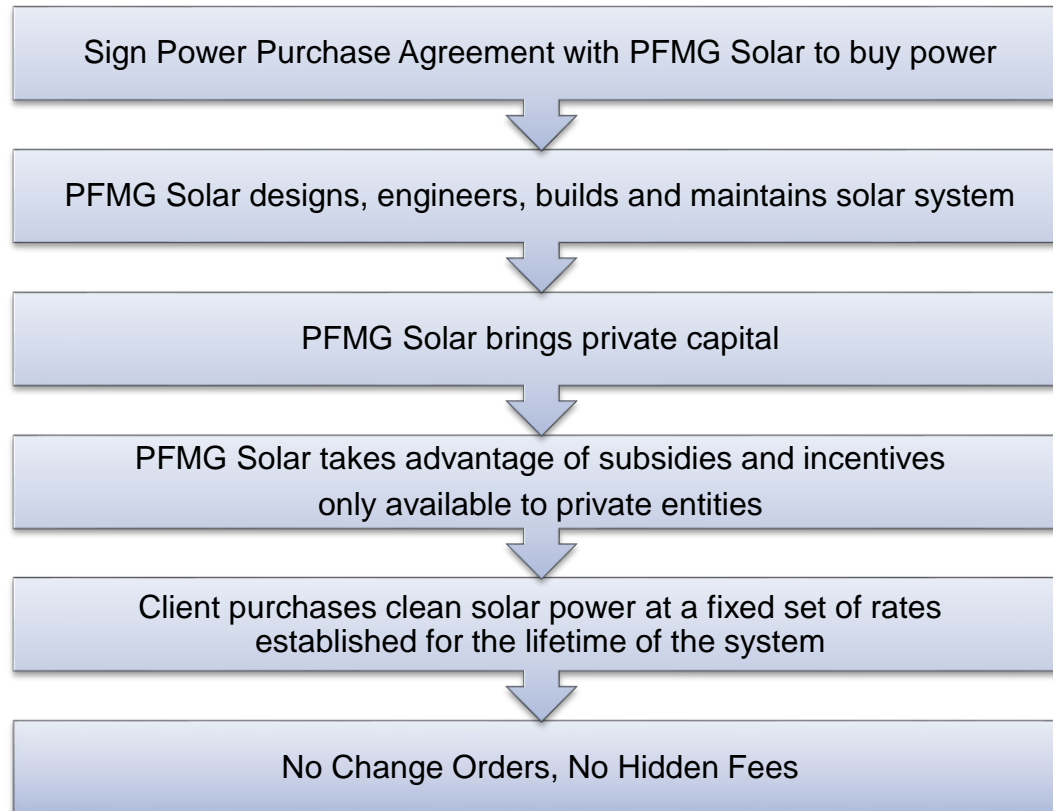 Sign Power Purchase Agreement with PFMG Solar to buy power
PFMG Solar designs, engineers, builds and maintains solar system
PFMG Solar brings private capital
PFMG Solar takes advantage of subsidies and incentives
only available to private entities
Client purchases clean solar power at a fixed set of rates
established for the lifetime of the system
No Change Orders, No Hidden Fees